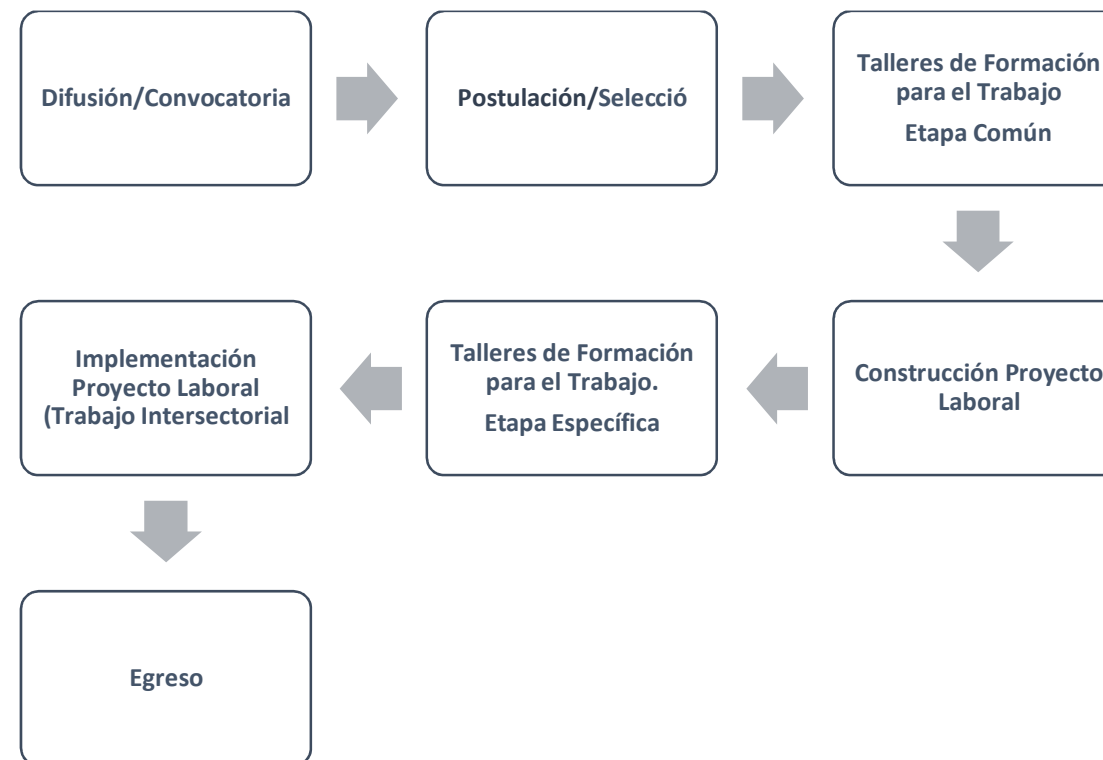 Difusión/Convocatoria
Postulación/Selecció
Talleres de Formación
para el Trabajo
Etapa Común
Construcción Proyecto
Laboral
Talleres de Formación
para el Trabajo.
Etapa Específica
Implementación
Proyecto Laboral
(Trabajo Intersectorial
Egreso